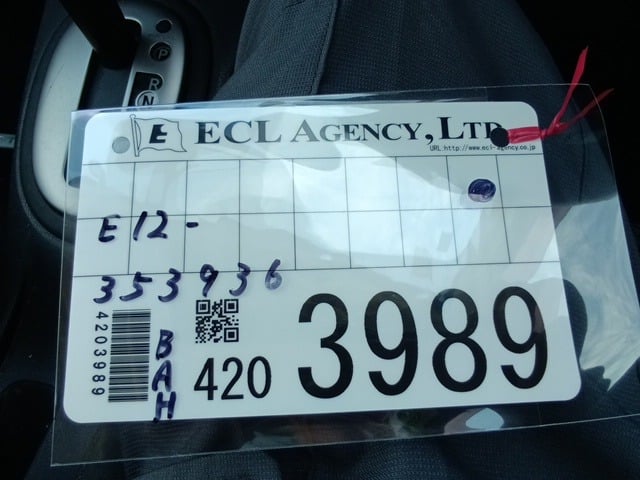 P
R
N
E ECL AGENCY, LTD
URL:http://www.ecl-agency.co.jp
E12-
353936
BAH
4203989
420 3989